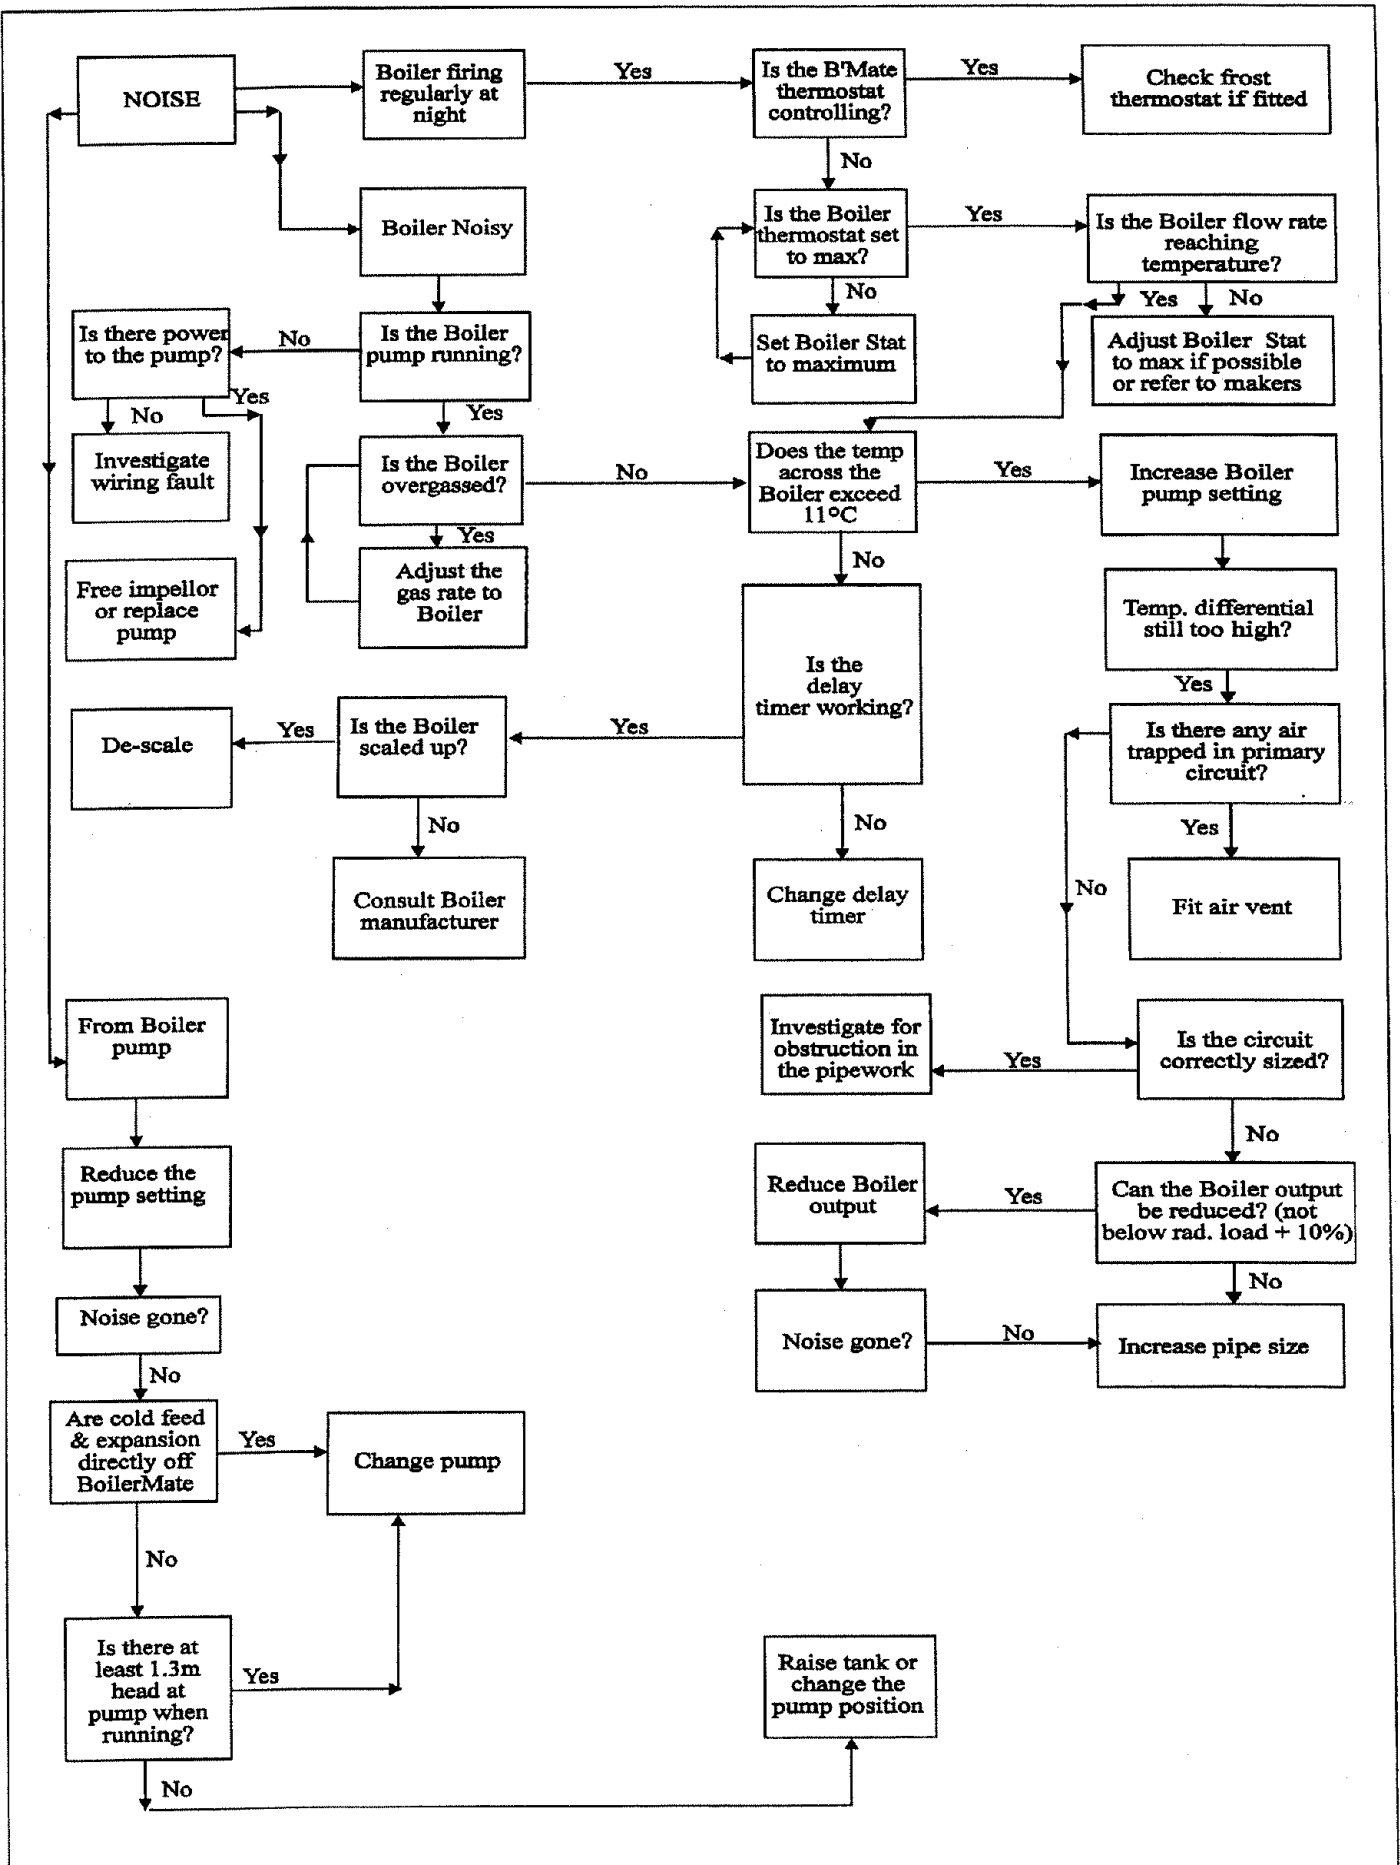 NOISE
Boiler firing
regularly at
night
Yes
Is the B'Mate
thermostat
controlling?
Yes
Check frost
thermostat if fitted
No
Boiler Noisy
Is the Boiler
thermostat set
to max?
Yes
Is the Boiler flow rate
reaching
temperature?
No
Yes
No
Is there power
to the pump?
No
Is the Boiler
pump running?
Set Boiler Stat
to maximum
Adjust Boiler Stat
to max if possible
or refer to makers
Yes
No
Yes
Investigate
wiring fault
Is the Boiler
overgassed?
No
Does the temp
across the
Boiler exceed
11°C
Yes
Increase Boiler
pump setting
Yes
No
Free impellor
or replace
pump
Adjust the
gas rate to
Boiler
Temp. differential
still too high?
Is the
delay
timer working?
Yes
De-scale
Yes
Is the Boiler
scaled up?
Yes
Is there any air
trapped in primary
circuit?
No
No
Yes
Consult Boiler
manufacturer
Change delay
timer
No
Fit air vent
From Boiler
pump
Investigate for
obstruction in
the pipework
Yes
Is the circuit
correctly sized?
No
Reduce the
pump setting
Reduce Boiler
output
Yes
Can the Boiler output
be reduced? (not
below rad. load + 10%)
No
Noise gone?
Noise gone?
No
Increase pipe size
No
Are cold feed
& expansion
directly off
BoilerMate
Yes
Change pump
No
Is there at
least 1.3m
head at
pump when
running?
Yes
Raise tank or
change the
pump position
No